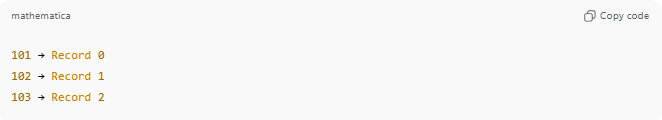 mathematica
Copy code
101 → Record 0
102 → Record 1
103 → Record 2